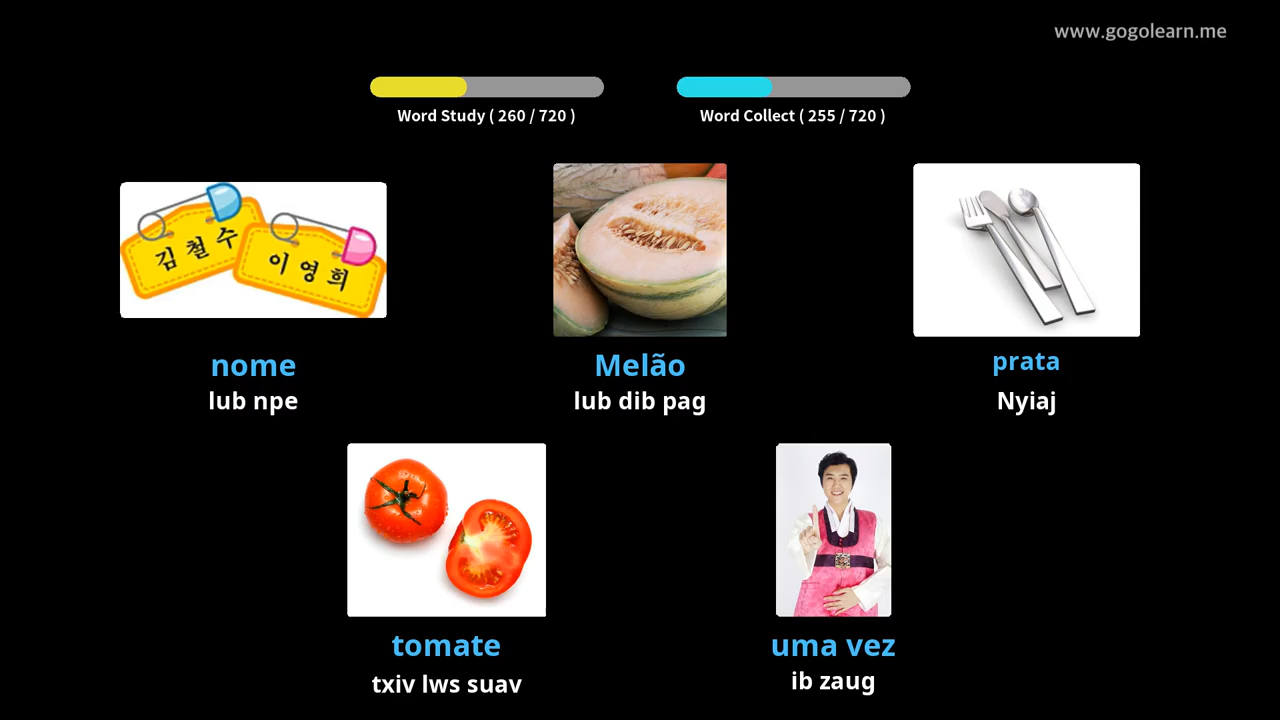 www.gogolearn.me
Word Study ( 260 / 720 )
Word Collect ( 255 / 720 )
김철수
이영희
nome
lub npe
Melão
lub dib pag
prata
Nyiaj
tomate
txiv lws suav
uma vez
ib zaug